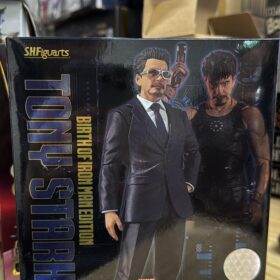 S.H.Figuarts
TONY STARK
BIRTH OF IRON MAN EDITION